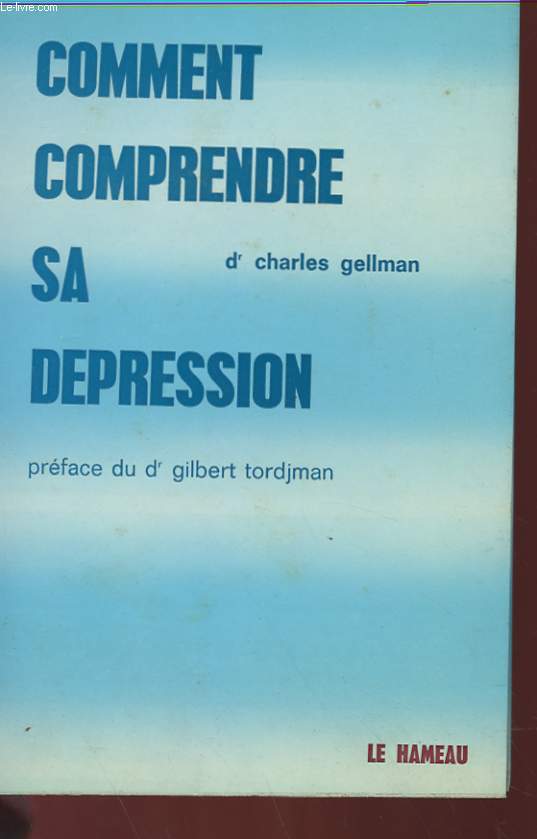 Le-livre.com
COMMENT
COMPRENDRE
SA
dʳ charles gellman
DEPRESSION
préface du dʳ gilbert tordjman
LE HAMEAU